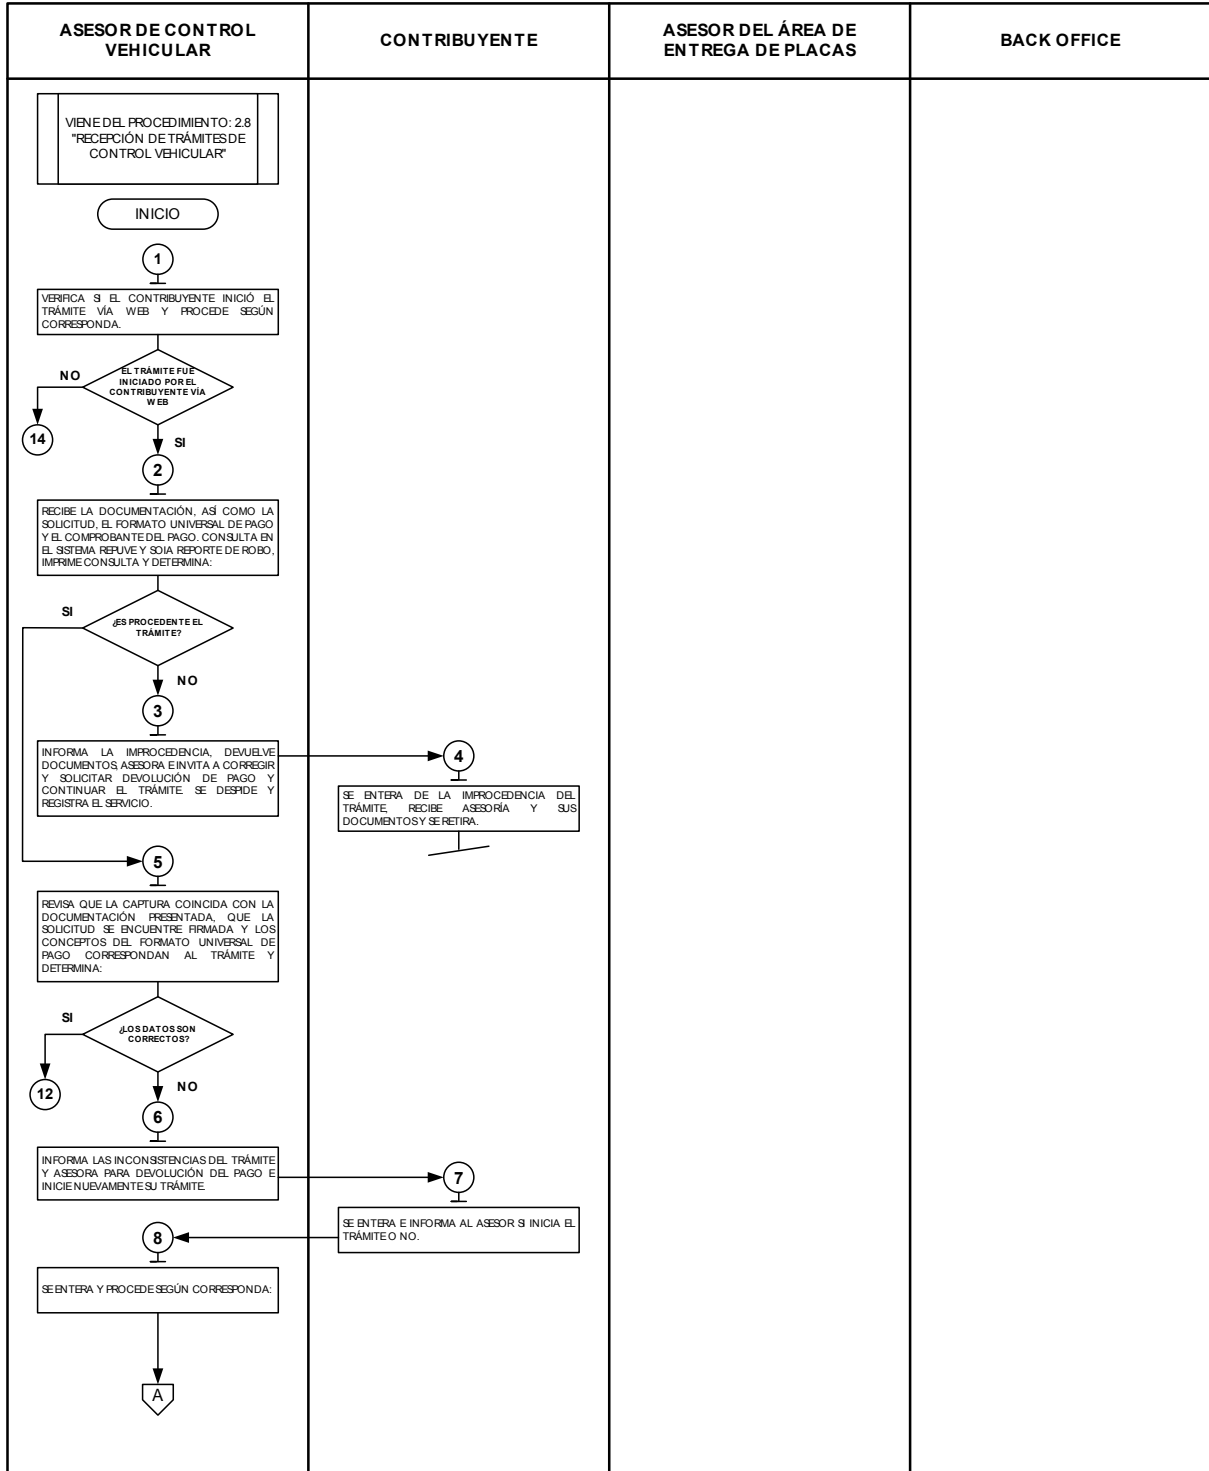 ASESOR DE CONTROL
VEHICULAR
CONTRIBUYENTE
ASESOR DEL ÁREA DE
ENTREGA DE PLACAS
BACK OFFICE
VIENE DEL PROCEDIMIENTO: 2.8
"RECEPCIÓN DE TRÁMITES DE
CONTROL VEHICULAR"
INICIO
1
VERIFICA SI EL CONTRIBUYENTE INICIÓ EL
TRÁMITE VÍA WEB Y PROCEDE SEGÚN
CORRESPONDA.
EL TRÁMITE FUE
INICIADO POR EL
CONTRIBUYENTE VÍA
WEB
NO
14
SI
2
RECIBE LA DOCUMENTACIÓN, ASÍ COMO LA
SOLICITUD, EL FORMATO UNIVERSAL DE PAGO
Y EL COMPROBANTE DEL PAGO. CONSULTA EN
EL SISTEMA REPUVE Y SOIA REPORTE DE ROBO,
IMPRIME CONSULTA Y DETERMINA:
SI
¿ES PROCEDENTE EL
TRÁMITE?
NO
3
INFORMA LA IMPROCEDENCIA, DEVUELVE
DOCUMENTOS, ASESORA E INVITA A CORREGIR
Y SOLICITAR DEVOLUCIÓN DE PAGO Y
CONTINUAR EL TRÁMITE. SE DESPIDE Y
REGISTRA EL SERVICIO.
4
SE ENTERA DE LA IMPROCEDENCIA DEL
TRÁMITE, RECIBE ASESORÍA Y SUS
DOCUMENTOS Y SE RETIRA.
5
REVISA QUE LA CAPTURA COINCIDA CON LA
DOCUMENTACIÓN PRESENTADA, QUE LA
SOLICITUD SE ENCUENTRE FIRMADA Y LOS
CONCEPTOS DEL FORMATO UNIVERSAL DE
PAGO CORRESPONDAN AL TRÁMITE Y
DETERMINA:
SI
¿LOS DATOS SON
CORRECTOS?
12
NO
6
INFORMA LAS INCONSISTENCIAS DEL TRÁMITE
Y ASESORA PARA DEVOLUCIÓN DEL PAGO E
INICIE NUEVAMENTE SU TRÁMITE.
7
SE ENTERA E INFORMA AL ASESOR SI INICIA EL
TRÁMITE O NO.
8
SE ENTERA Y PROCEDE SEGÚN CORRESPONDA:
A